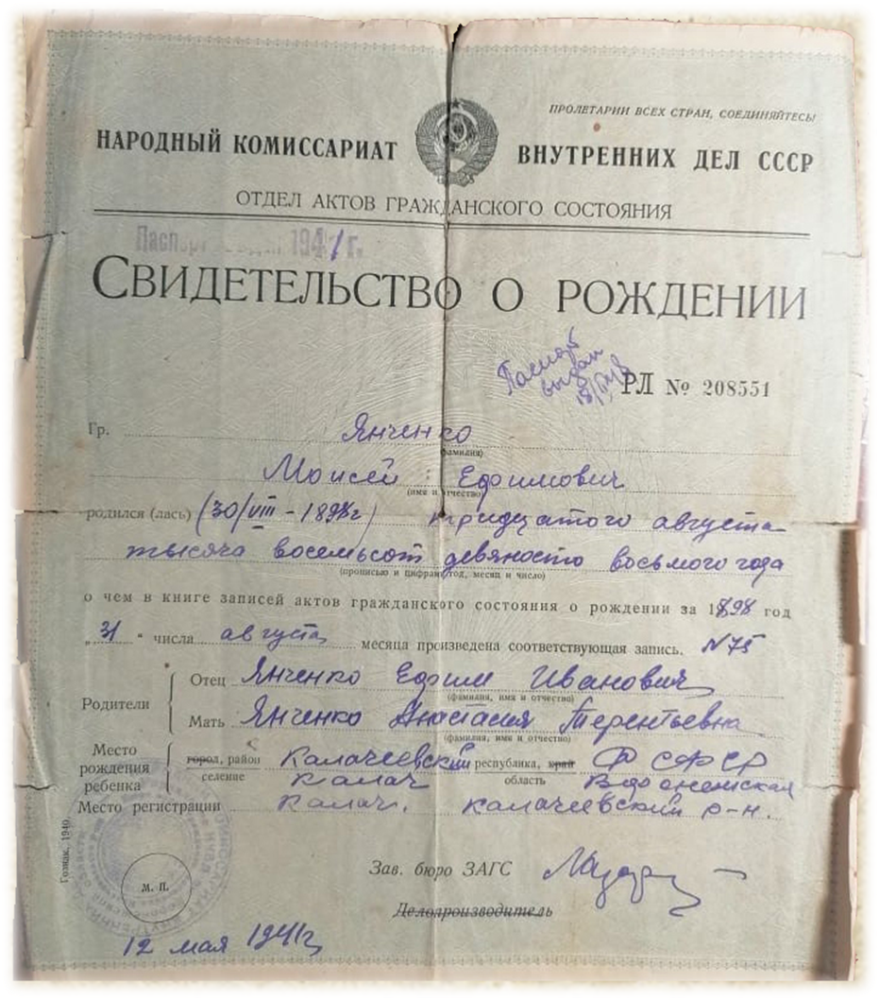 ПРОЛЕТАРИИ ВСЕХ СТРАН, СОЕДИНЯЙТЕСЬ!
НАРОДНЫЙ КОМИССАРИАТ ВНУТРЕННИХ ДЕЛ СССР
ОТДЕЛ АКТОВ ГРАЖДАНСКОГО СОСТОЯНИЯ
1941 г.
СВИДЕТЕЛЬСТВО О РОЖДЕНИИ
Паспорт
выдан
РЛ № 208551
Гр. Янченко
(фамилия)
Моисей Ефимович
(имя и отчество)
родился (лась) (30/VIII - 1898г) тридцатого августа
тысяча восемьсот девяносто восьмого года
(прописью и цифрами год, месяц и число)
о чем в книге записей актов гражданского состояния о рождении за 1898 год
„31" числа августа месяца произведена соответствующая запись. N75
Родители
Отец Янченко Ефим Иванович
(фамилия, имя и отчество)
Мать Янченко Анастасия Терентьевна
(фамилия, имя и отчество)
Место рождения ребенка
город, район Калачеевский республика, край РСФСР
селение Калач область Воронежская
Место регистрации Калач, Калачеевский р-н.
Гознак. 1940
Зав. бюро ЗАГС
М. П.
Делопроизводитель
12 мая 1941г